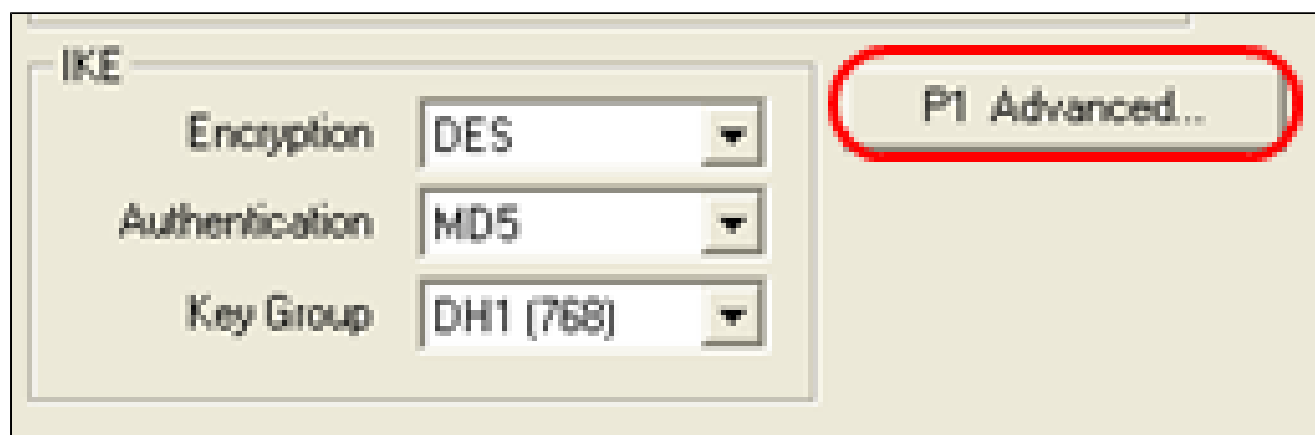 IKE
P1 Advanced...
Encryption DES
Authentication MD5
Key Group DH1 (768)